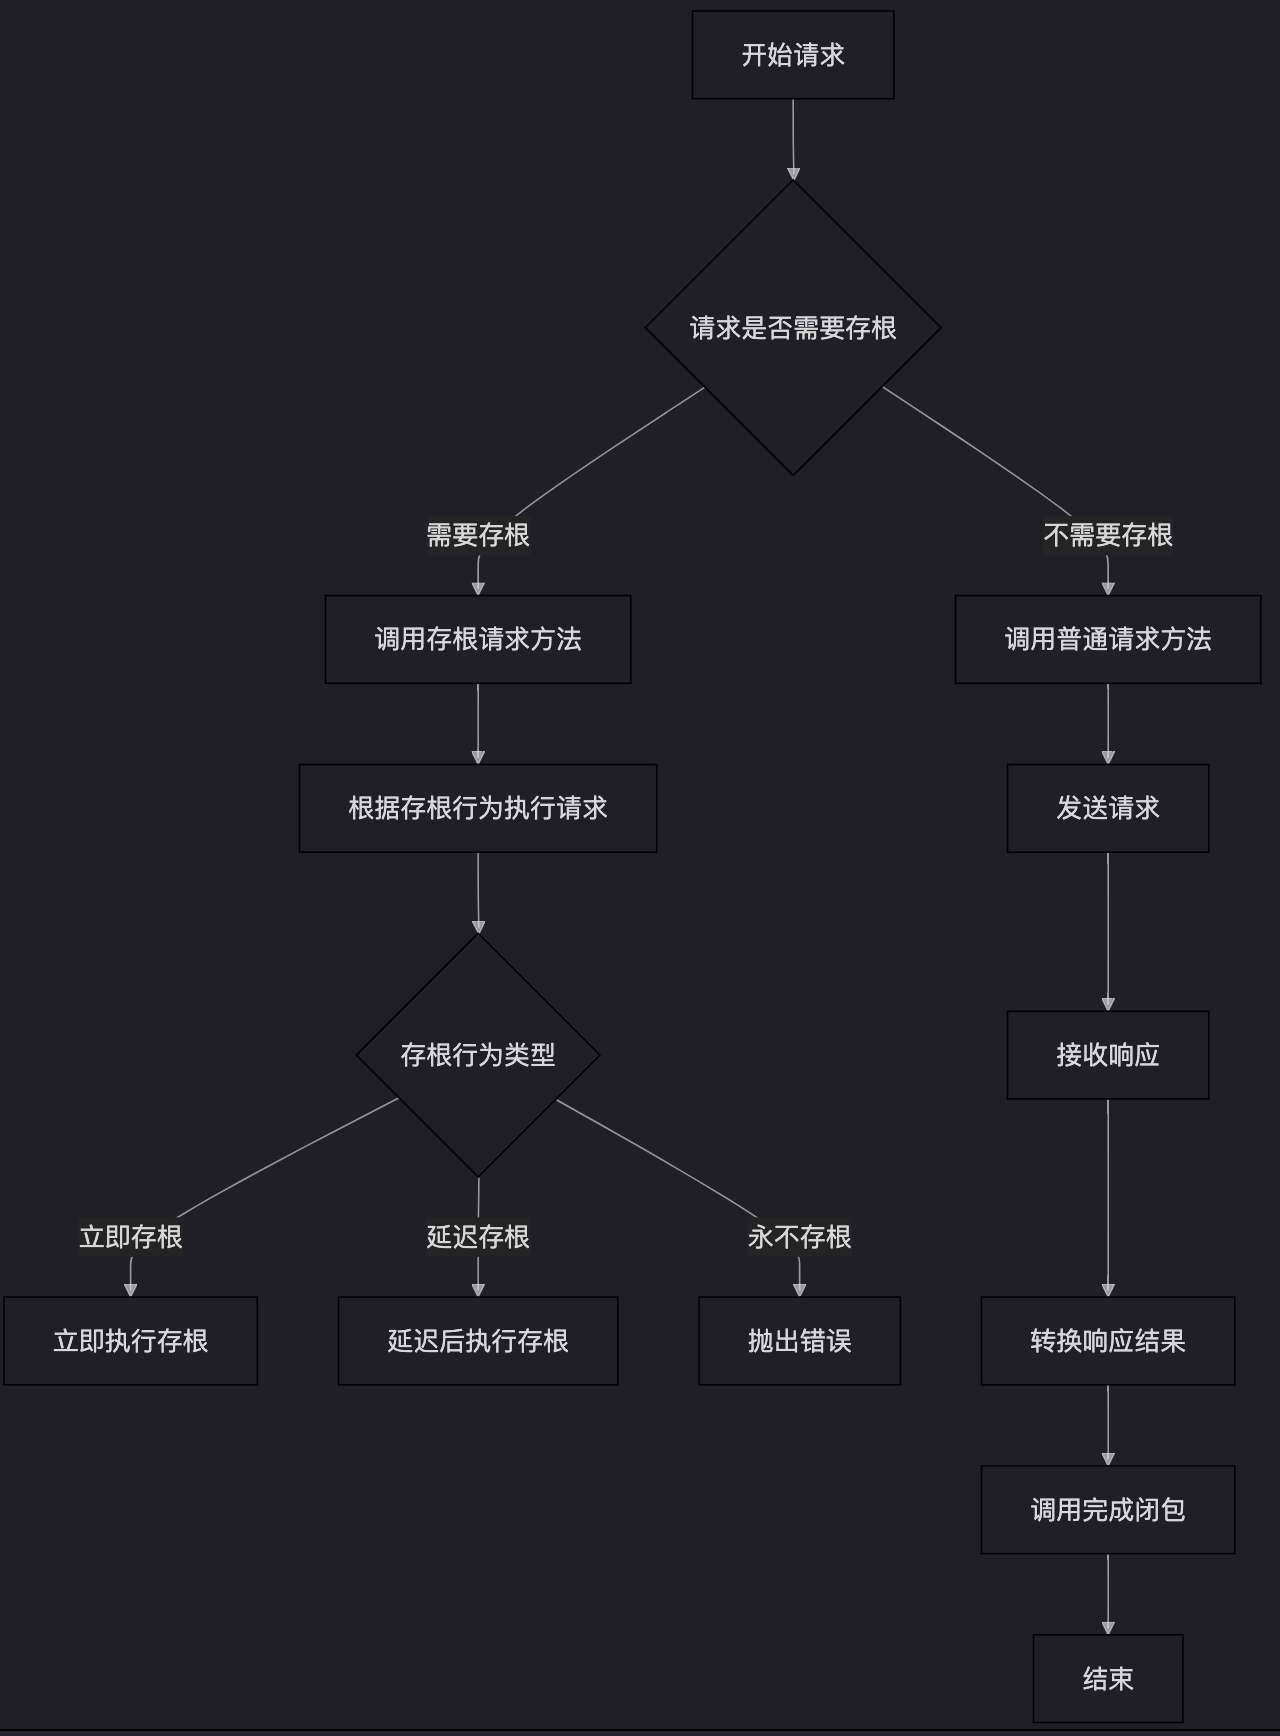 开始请求
请求是否需要存根
需要存根
不需要存根
调用存根请求方法
调用普通请求方法
根据存根行为执行请求
发送请求
存根行为类型
接收响应
立即存根
延迟存根
永不存根
立即执行存根
延迟后执行存根
抛出错误
转换响应结果
调用完成闭包
结束